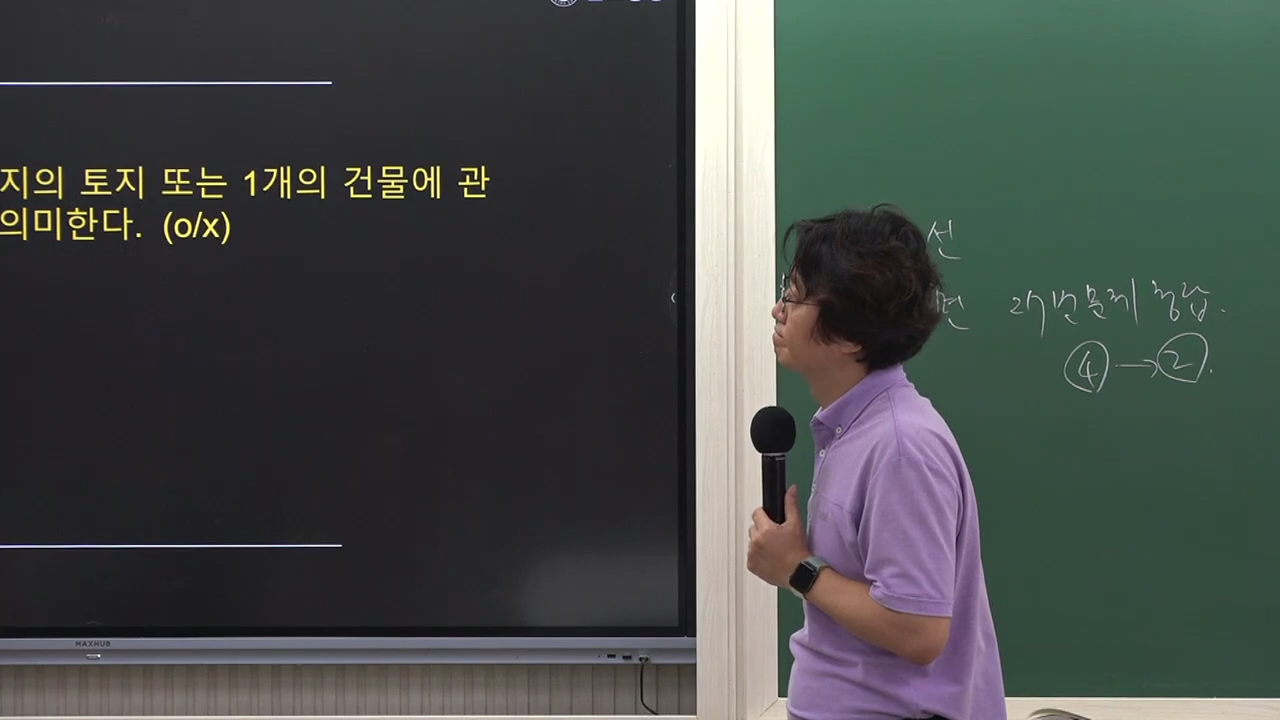 지의 토지 또는 1개의 건물에 관
의미한다. (o/x)
MAXHUB
선
면 27번문제 정답.
④ → ②.